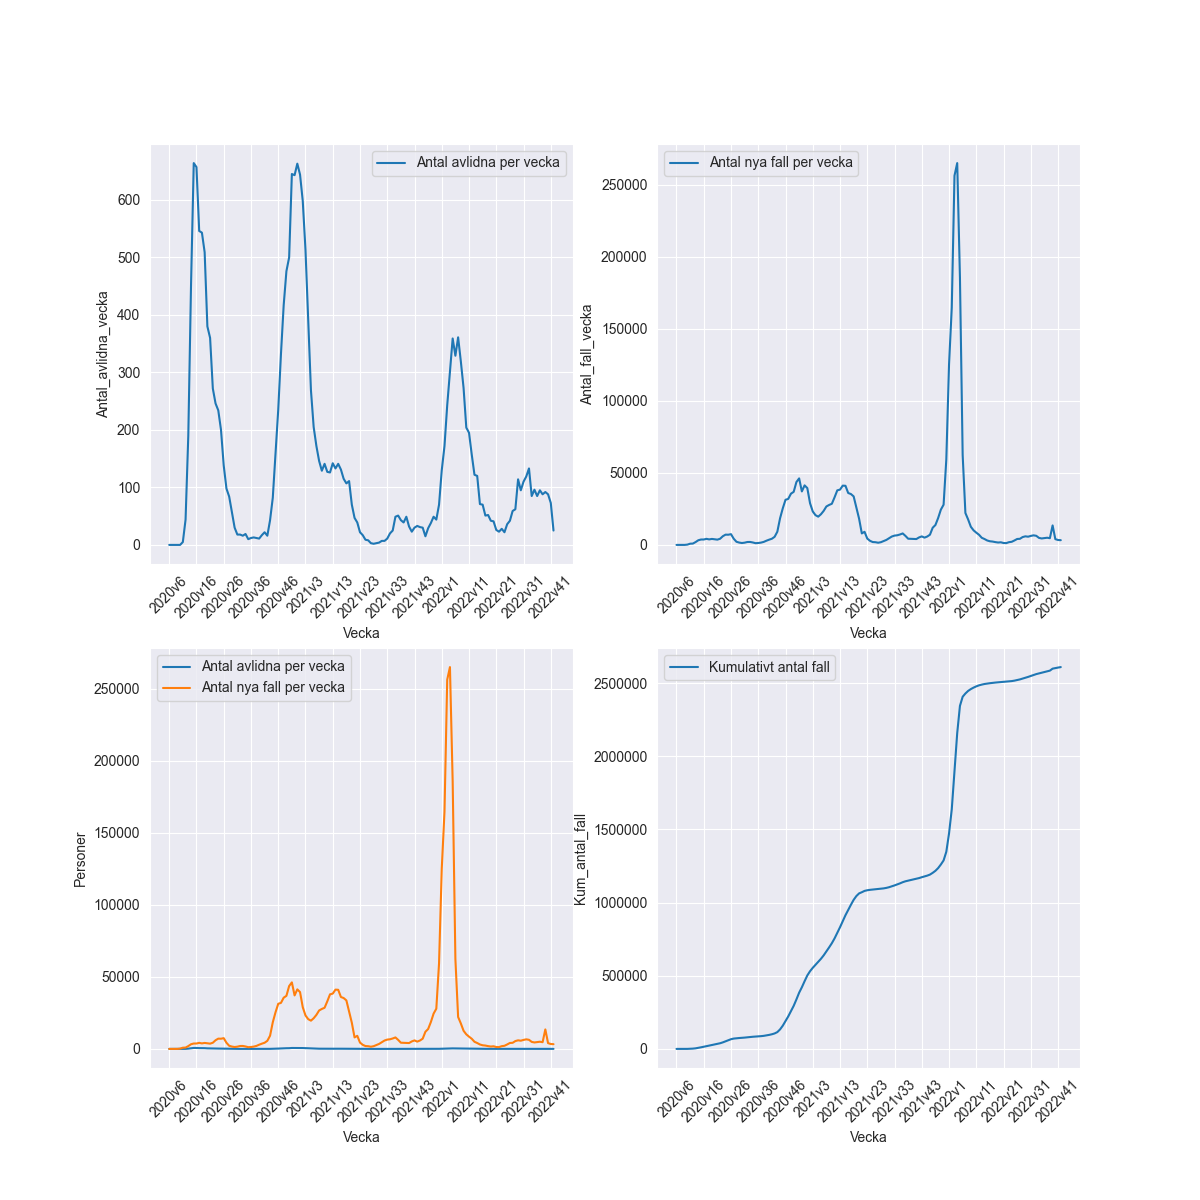 Antal avlidna per vecka
600
500
400
300
200
100
0
Antal_avlidna_vecka
2020v6
2020v16
2020v26
2020v36
2020v46
2021v3
2021v13
2021v23
2021v33
2021v43
2022v1
2022v11
2022v21
2022v31
2022v41
Vecka
Antal nya fall per vecka
250000
200000
150000
100000
50000
0
Antal_fall_vecka
2020v6
2020v16
2020v26
2020v36
2020v46
2021v3
2021v13
2021v23
2021v33
2021v43
2022v1
2022v11
2022v21
2022v31
2022v41
Vecka
Antal avlidna per vecka
Antal nya fall per vecka
250000
200000
150000
100000
50000
0
Personer
2020v6
2020v16
2020v26
2020v36
2020v46
2021v3
2021v13
2021v23
2021v33
2021v43
2022v1
2022v11
2022v21
2022v31
2022v41
Vecka
Kumulativt antal fall
2500000
2000000
1500000
1000000
500000
0
Kum_antal_fall
2020v6
2020v16
2020v26
2020v36
2020v46
2021v3
2021v13
2021v23
2021v33
2021v43
2022v1
2022v11
2022v21
2022v31
2022v41
Vecka